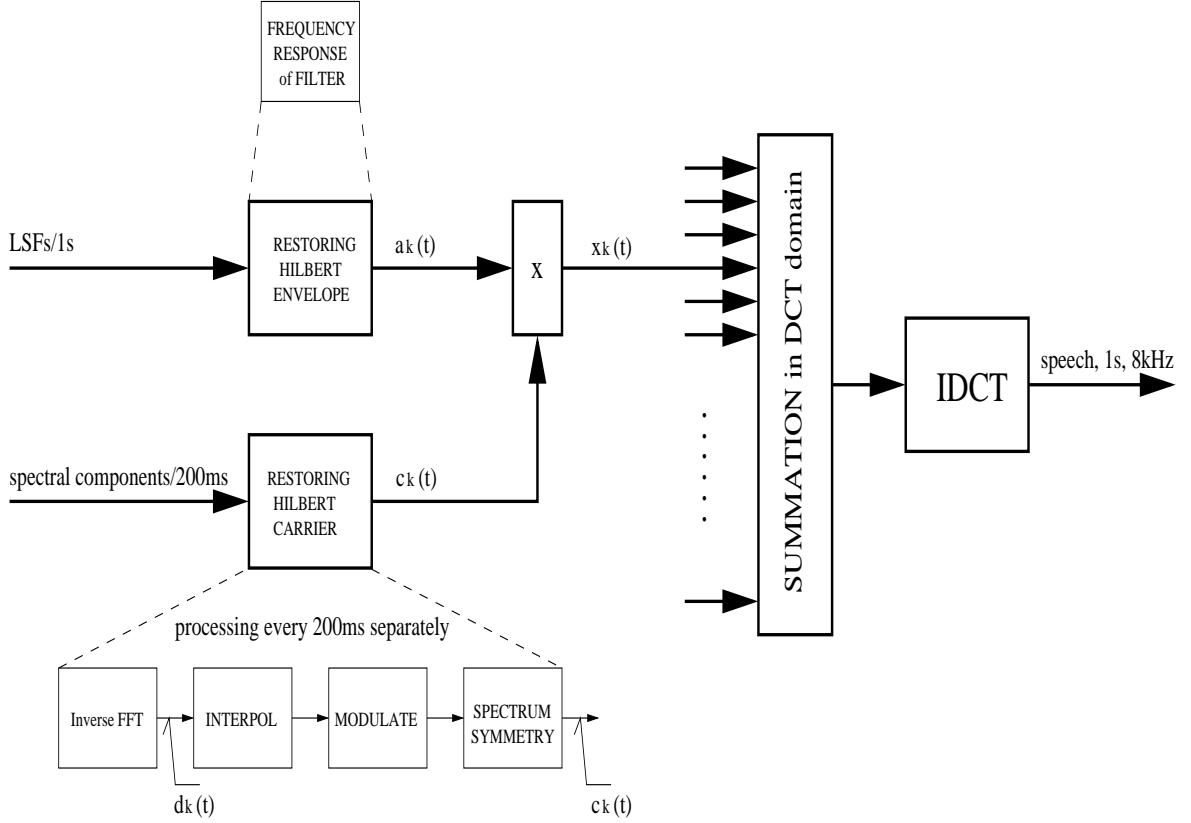 FREQUENCY
RESPONSE
of FILTER
LSFs/1s
RESTORING
HILBERT
ENVELOPE
ak(t)
x
xk(t)
SUMMATION in DCT domain
IDCT
speech, 1s, 8kHz
spectral components/200ms
RESTORING
HILBERT
CARRIER
ck(t)
processing every 200ms separately
Inverse FFT
INTERPOL
MODULATE
SPECTRUM
SYMMETRY
dk(t)
ck(t)